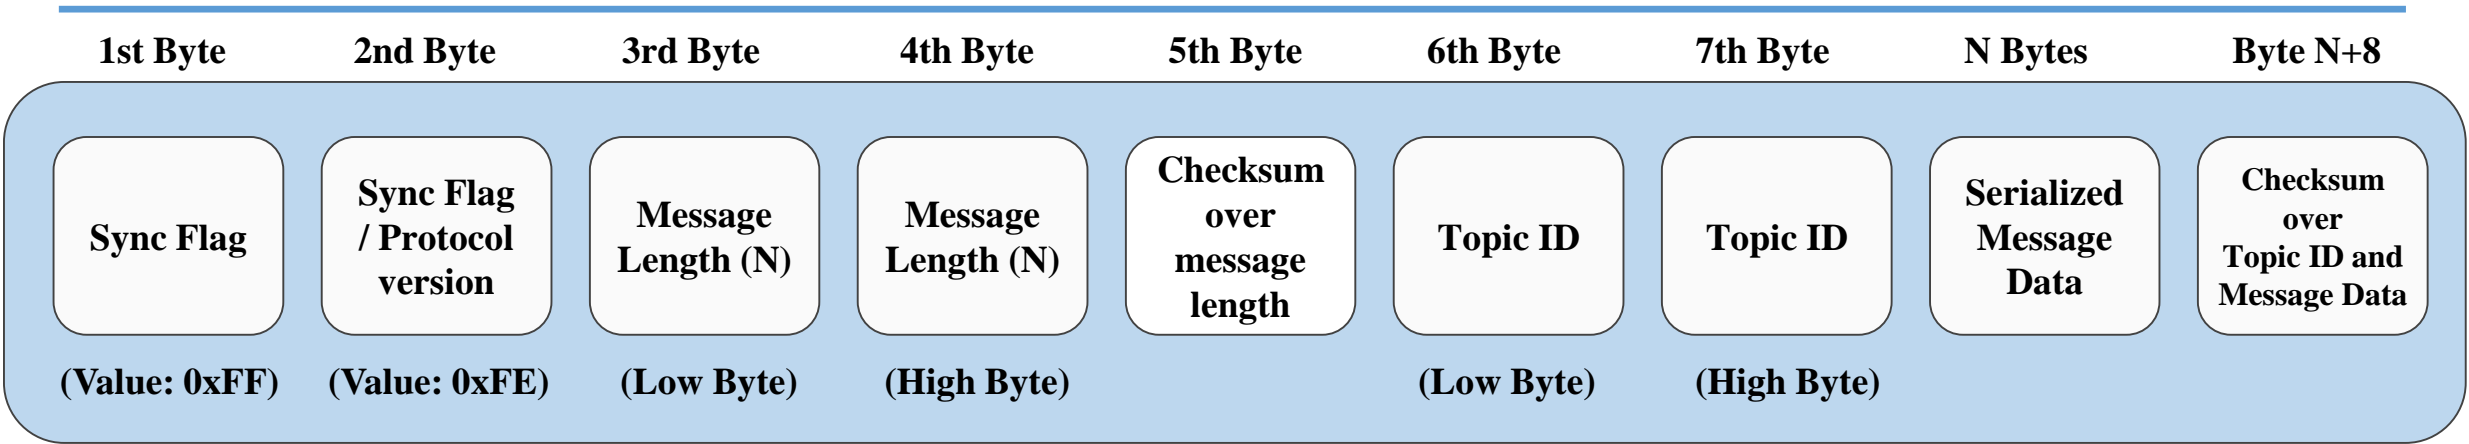 1st Byte 2nd Byte 3rd Byte 4th Byte 5th Byte 6th Byte 7th Byte N Bytes Byte N+8
Sync Flag
Sync Flag
/ Protocol
version
Message
Length (N)
Message
Length (N)
Checksum
over
message
length
Topic ID
Topic ID
Serialized
Message
Data
Checksum
over
Topic ID and
Message Data
(Value: 0xFF) (Value: 0xFE) (Low Byte) (High Byte) (Low Byte) (High Byte)